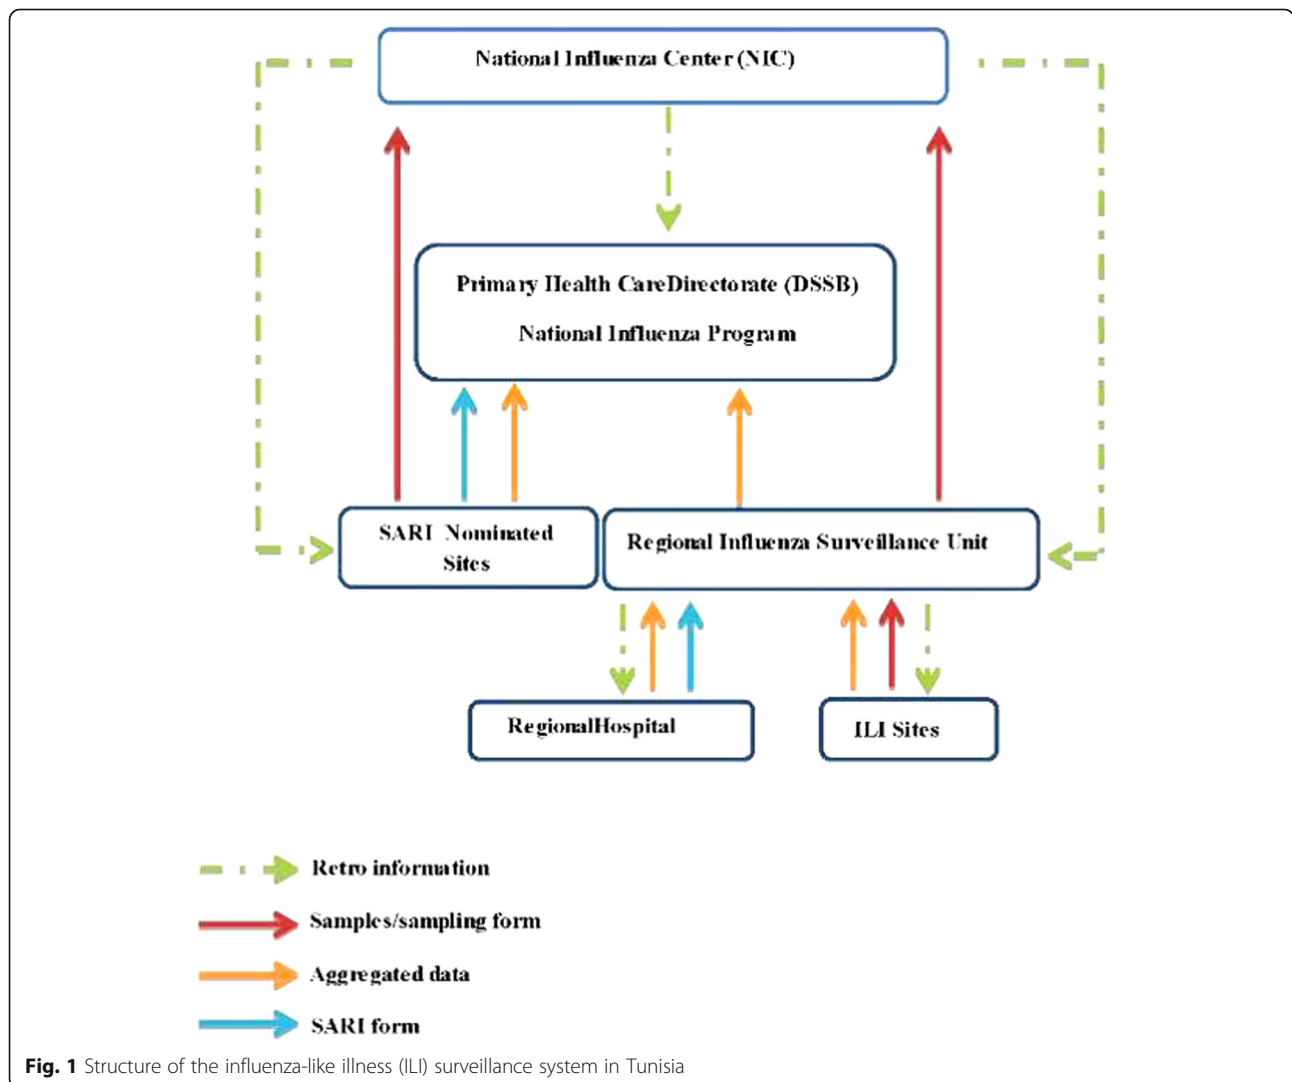 National Influenza Center (NIC)
Primary Health CareDirectorate (DSSB)
National Influenza Program
SARI Nominated
Sites
Regional Influenza Surveillance Unit
RegionalHospital
ILI Sites
Retro information
Samples/sampling form
Aggregated data
SARI form
Fig. 1 Structure of the influenza-like illness (ILI) surveillance system in Tunisia